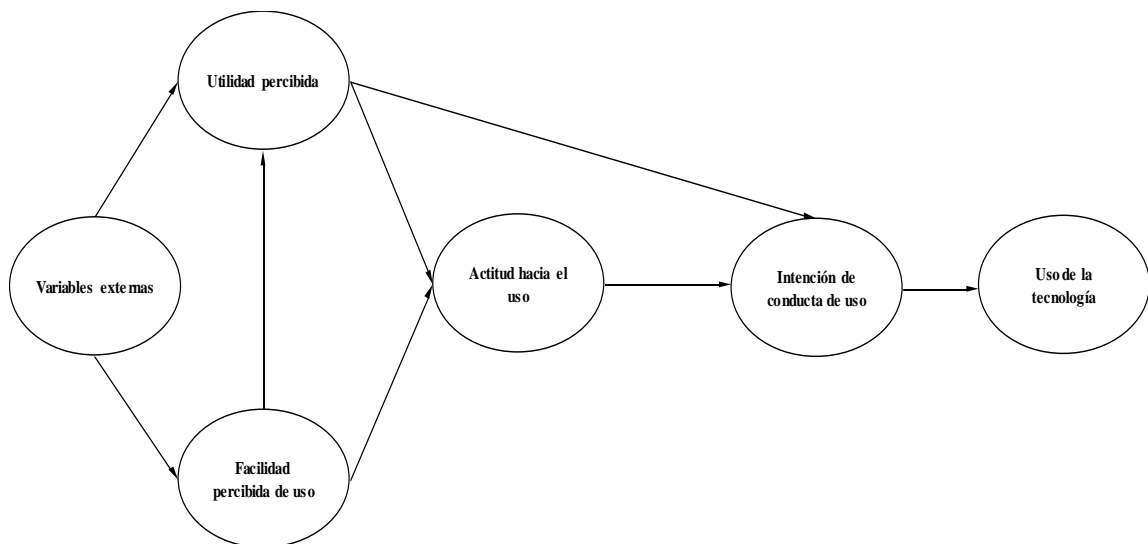 Utilidad percibida
Variables externas
Actitud hacia el
uso
Intención de
conducta de uso
Uso de la
tecnología
Facilidad
percibida de uso